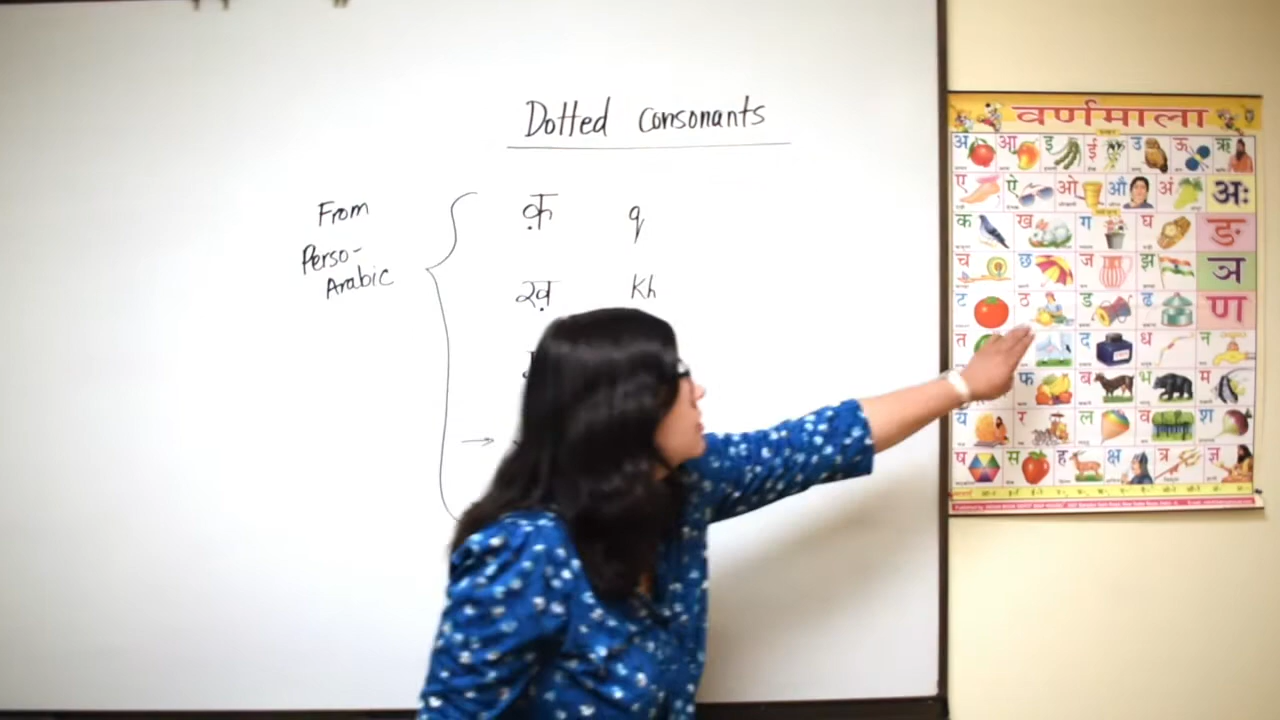 Dotted consonants
From
Perso-
Arabic
क़ q
ख़ kh
वर्णमाला
अ आ इ ई उ ऊ ऋ
ए ऐ ओ औ अं अः
क ख ग घ ङ
च छ ज झ ञ
ट ठ ड ढ ण
त द ध न
फ ब भ म
य र ल व श
ष स ह क्ष त्र ज्ञ